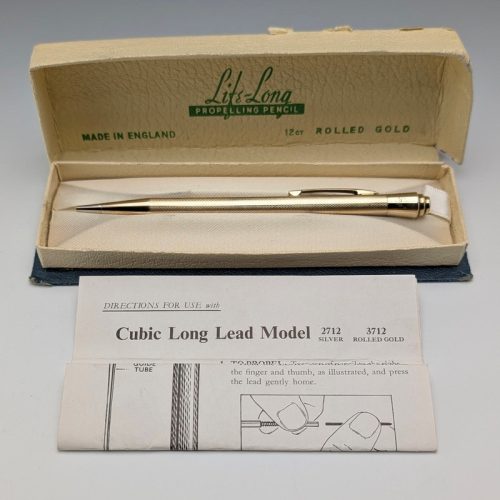 Life-Long
PROPELLING PENCIL
MADE IN ENGLAND
12CT ROLLED GOLD
DIRECTIONS FOR USE with
Cubic Long Lead Model 2712 SILVER 3712 ROLLED GOLD
GUIDE
TUBE
the finger and thumb, as illustrated, and press
the lead gently home.